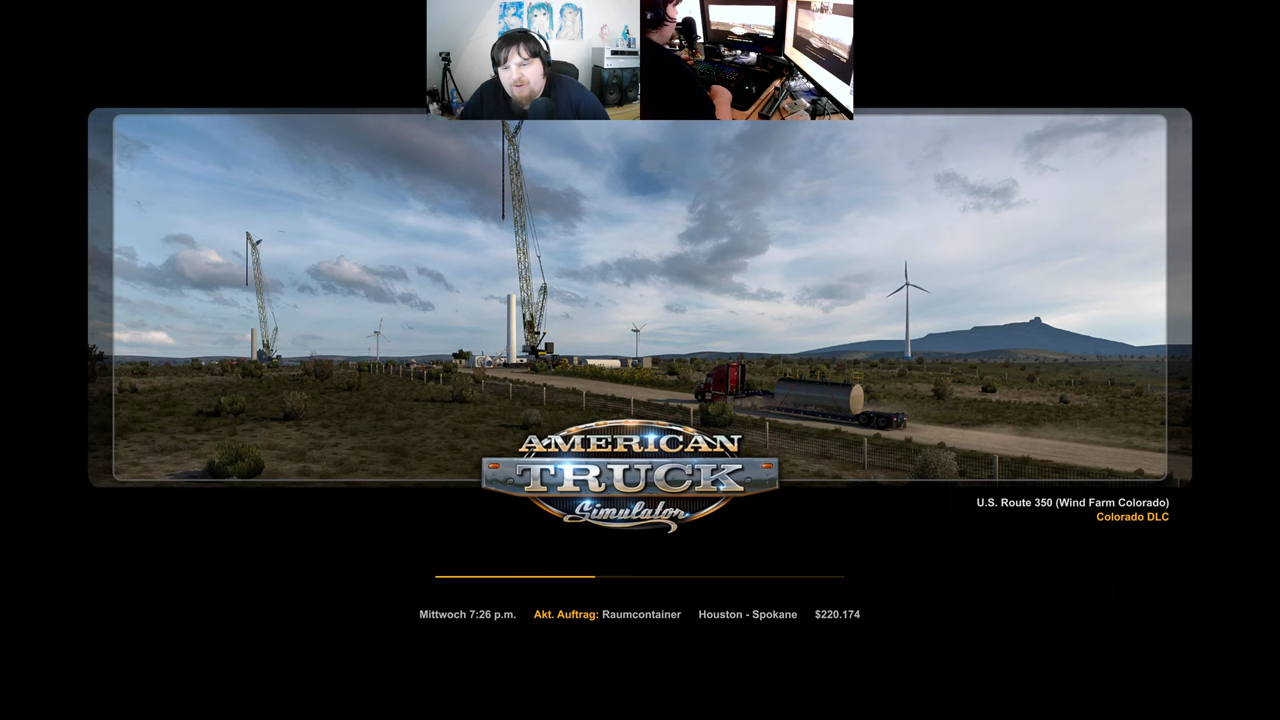 AMERICAN
TRUCK
Simulator
U.S. Route 350 (Wind Farm Colorado)
Colorado DLC
Mittwoch 7:26 p.m. Akt. Auftrag: Raumcontainer Houston - Spokane $220.174